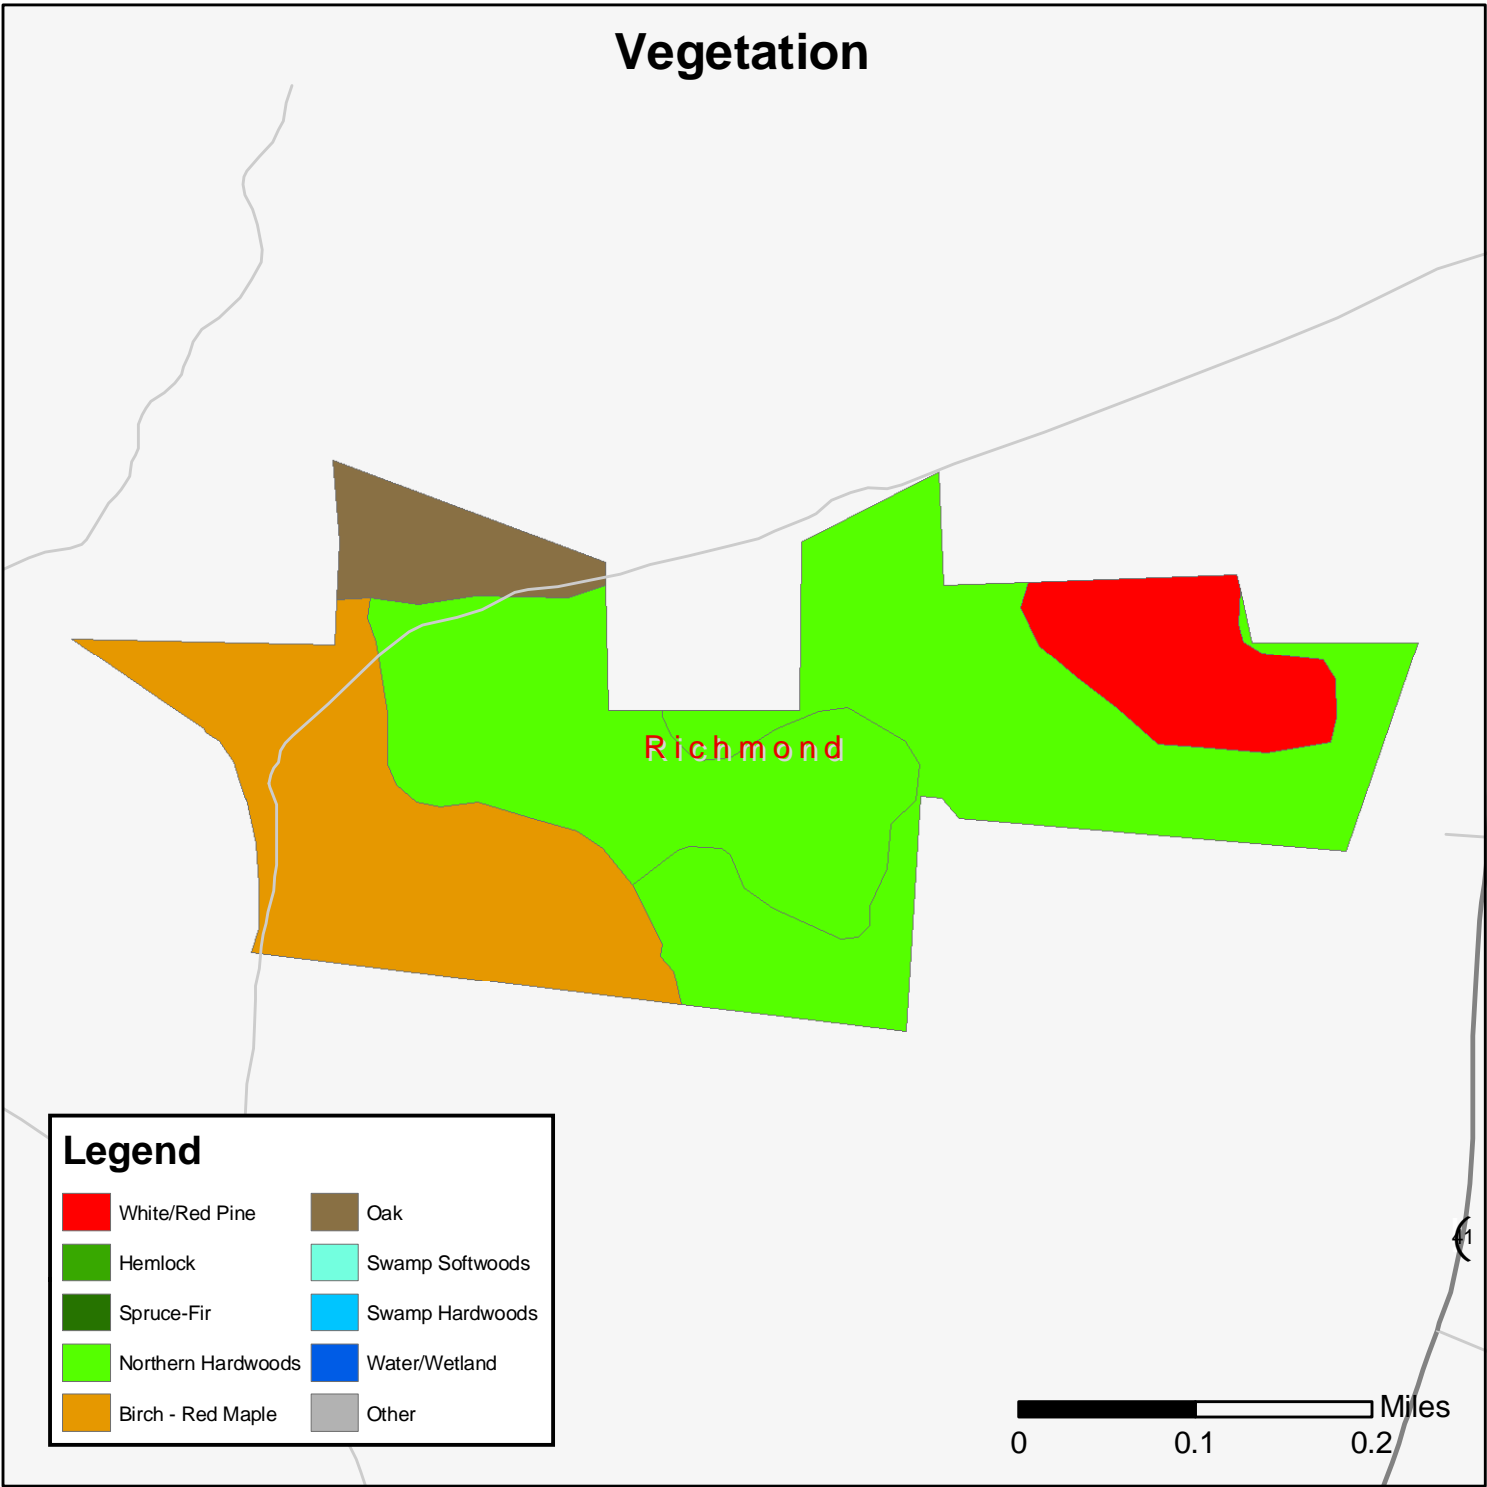 Vegetation
Richmond
Legend
White/Red Pine
Oak
Hemlock
Swamp Softwoods
Spruce-Fir
Swamp Hardwoods
Northern Hardwoods
Water/Wetland
Birch - Red Maple
Other
41
Miles
0 0.1 0.2